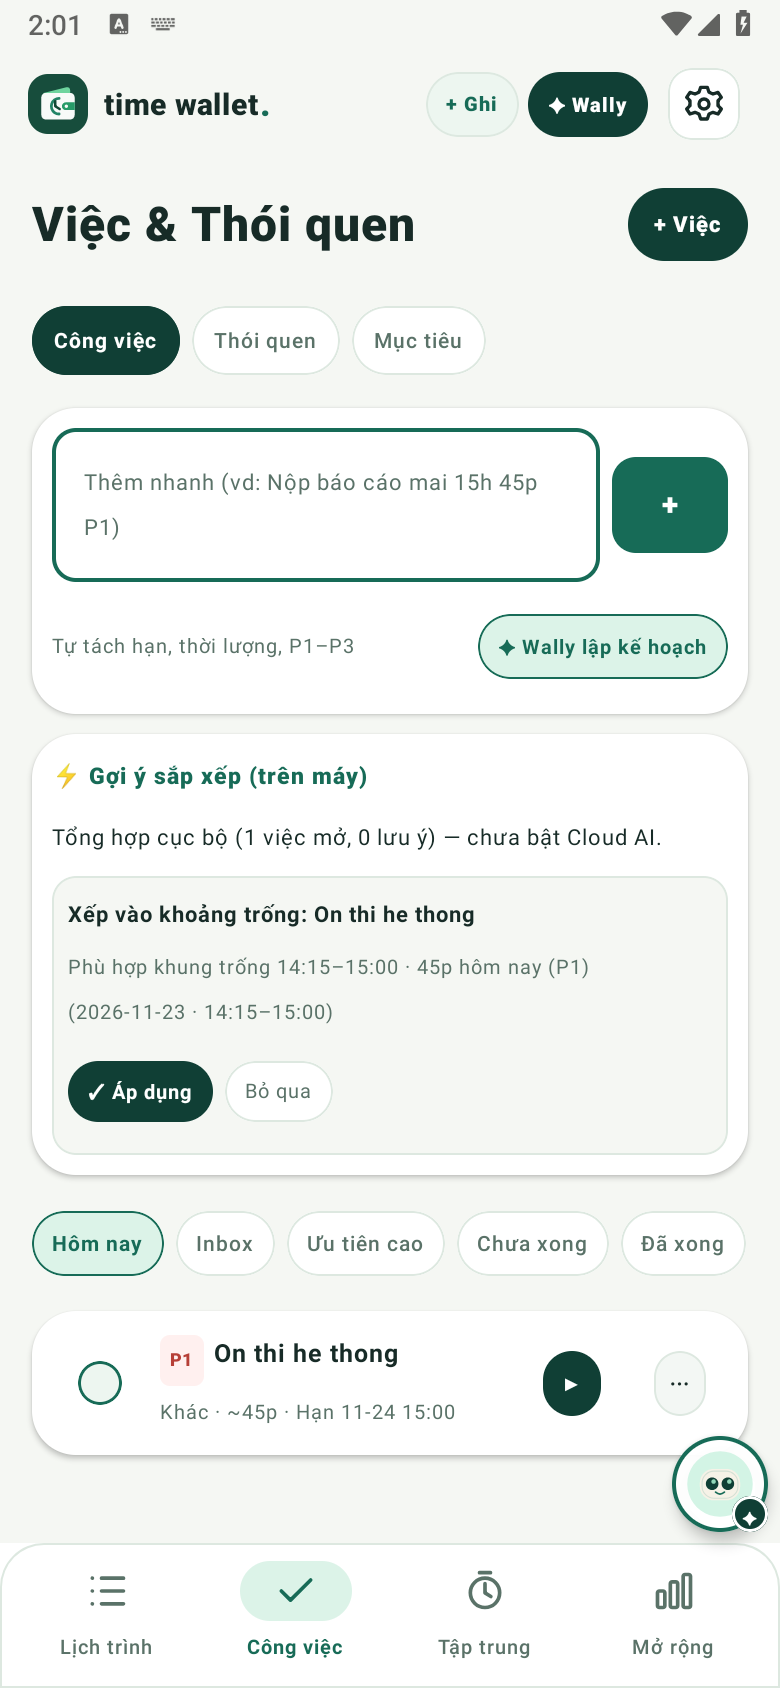 2:01
time wallet.
+ Ghi
✦ Wally
Việc & Thói quen
+ Việc
Công việc
Thói quen
Mục tiêu
Thêm nhanh (vd: Nộp báo cáo mai 15h 45p
P1)
+
Tự tách hạn, thời lượng, P1–P3
✦ Wally lập kế hoạch
⚡ Gợi ý sắp xếp (trên máy)
Tổng hợp cục bộ (1 việc mở, 0 lưu ý) — chưa bật Cloud AI.
Xếp vào khoảng trống: On thi he thong
Phù hợp khung trống 14:15–15:00 · 45p hôm nay (P1)
(2026-11-23 · 14:15–15:00)
✓ Áp dụng
Bỏ qua
Hôm nay
Inbox
Ưu tiên cao
Chưa xong
Đã xong
P1
On thi he thong
Khác · ~45p · Hạn 11-24 15:00
Lịch trình
Công việc
Tập trung
Mở rộng